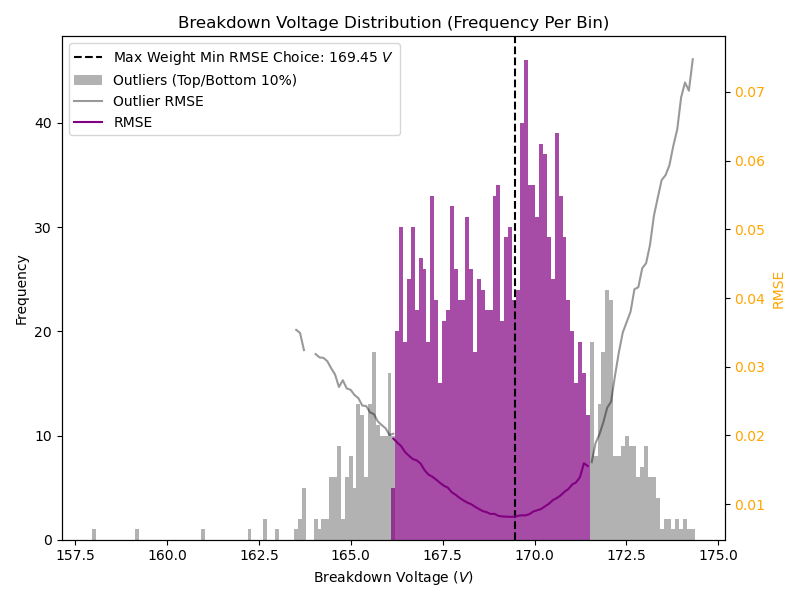 Breakdown Voltage Distribution (Frequency Per Bin)
Max Weight Min RMSE Choice: 169.45 V
Outliers (Top/Bottom 10%)
Outlier RMSE
RMSE
Frequency
0
10
20
30
40
157.5
160.0
162.5
165.0
167.5
170.0
172.5
175.0
Breakdown Voltage (V)
0.07
0.06
0.05
0.04
0.03
0.02
0.01
RMSE